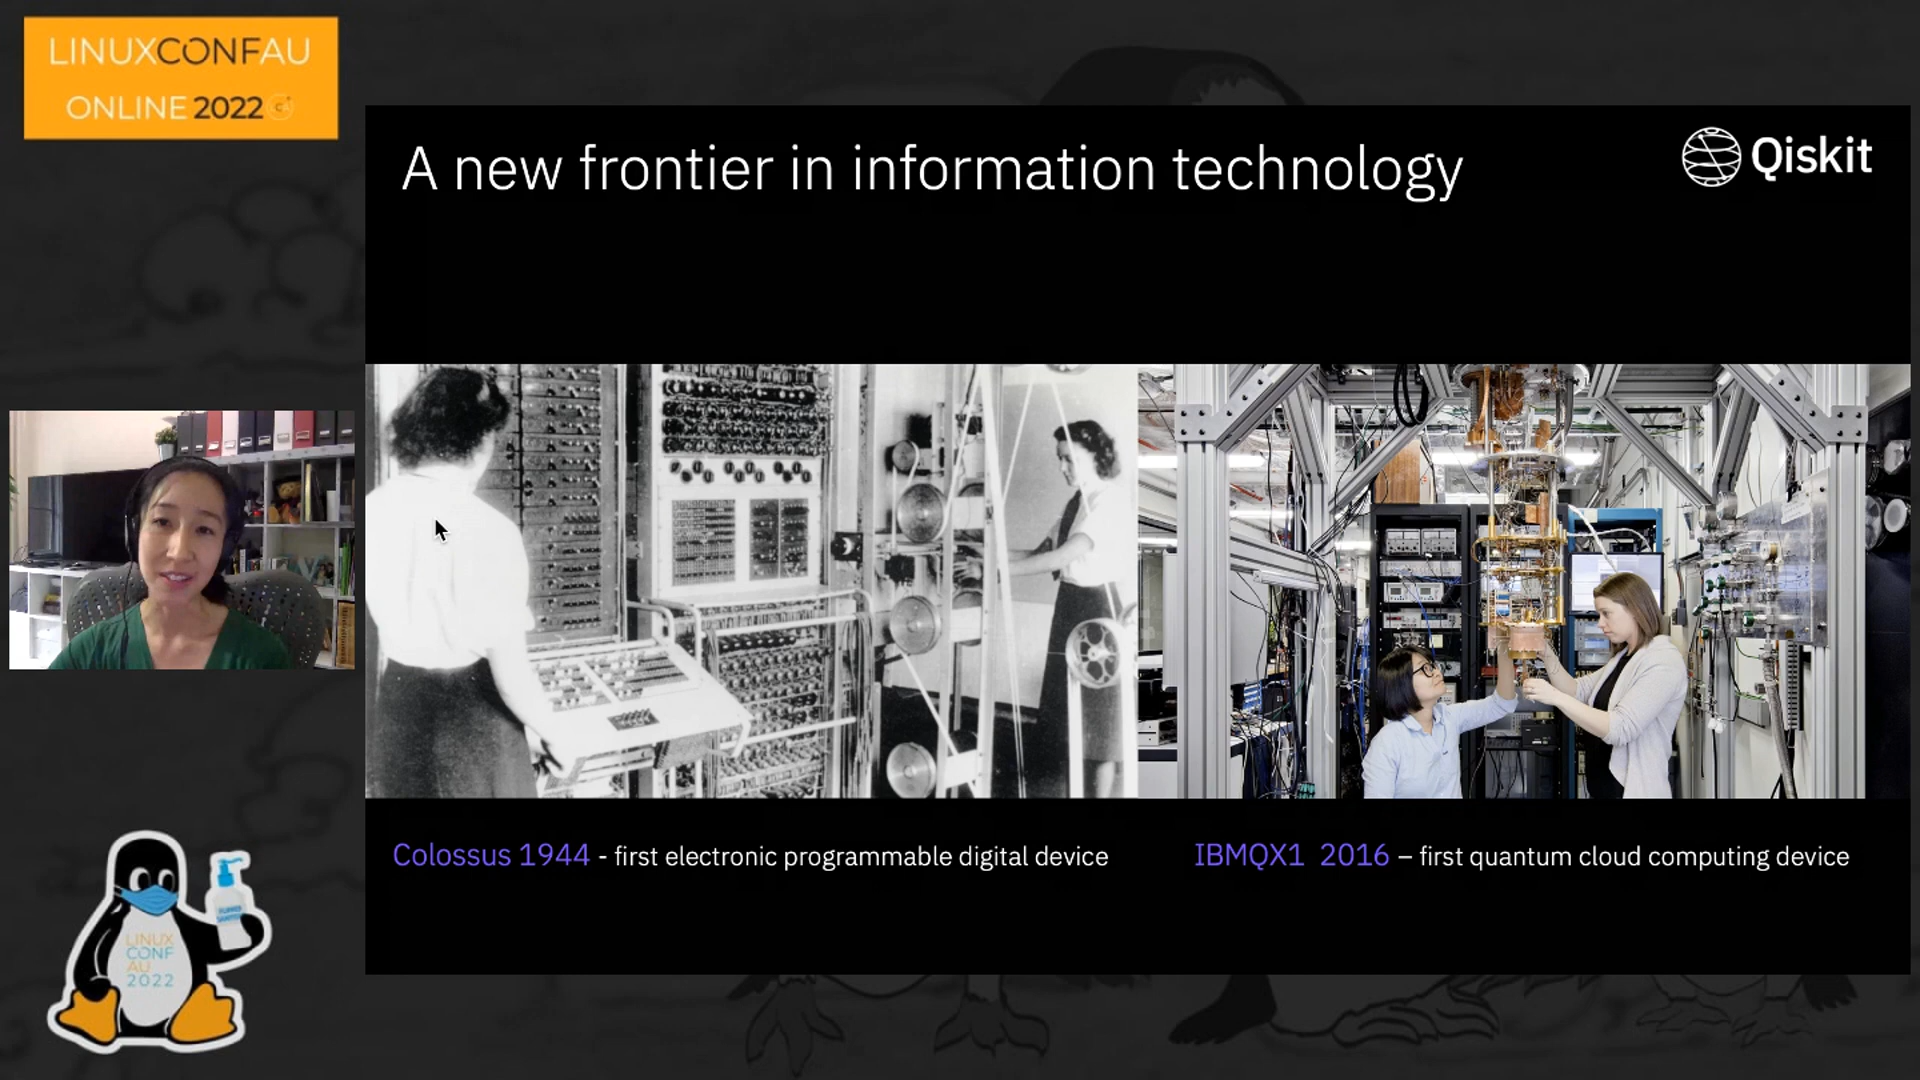 LINUXCONFAU
ONLINE 2022
A new frontier in information technology
Qiskit
Colossus 1944 - first electronic programmable digital device
IBMQX1 2016 – first quantum cloud computing device
LINUX
CONF
AU
2022